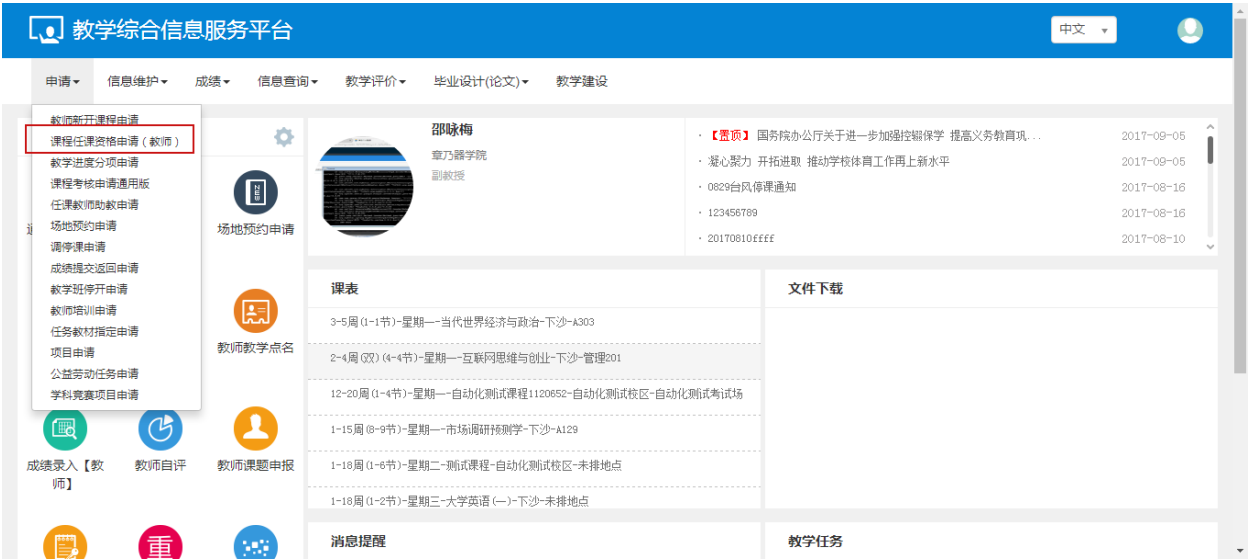 教学综合信息服务平台
中文
申请 信息维护 成绩 信息查询 教学评价 毕业设计(论文) 教学建设
教师新开课程申请
课程任课资格申请（教师）
教学进度分项申请
课程考核申请通用版
任课教师助教申请
场地预约申请
调停课申请
成绩提交返回申请
教学班停开申请
教师培训申请
任务教材指定申请
项目申请
公益劳动任务申请
学科竞赛项目申请
场地预约申请
教师教学点名
成绩录入【教师】
教师自评
教师课题申报
重
邵咏梅
章乃器学院
副教授
· 【置顶】 国务院办公厅关于进一步加强控辍保学 提高义务教育巩... 2017-09-05
· 凝心聚力 开拓进取 推动学校体育工作再上新水平 2017-09-05
· 0829台风停课通知 2017-08-16
· 123456789 2017-08-16
· 20170810ffff 2017-08-10
课表
3-5周(1-1节)-星期一-当代世界经济与政治-下沙-A303
2-4周(双)(4-4节)-星期一-互联网思维与创业-下沙-管理201
12-20周(1-4节)-星期一-自动化测试课程1120652-自动化测试校区-自动化测试考试场
1-15周(8-9节)-星期一-市场调研预测学-下沙-A129
1-18周(1-6节)-星期二-测试课程-自动化测试校区-未排地点
1-18周(1-2节)-星期三-大学英语(一)-下沙-未排地点
文件下载
消息提醒
教学任务